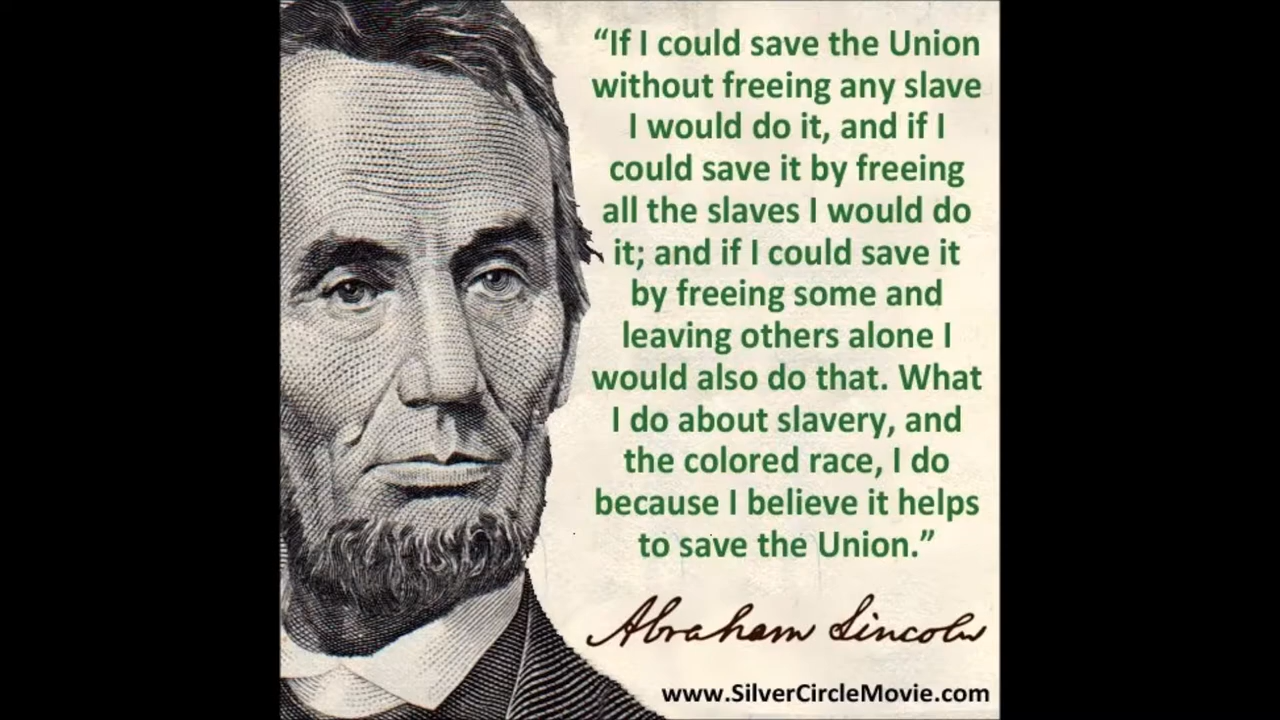 “If I could save the Union
without freeing any slave
I would do it, and if I
could save it by freeing
all the slaves I would do
it; and if I could save it
by freeing some and
leaving others alone I
would also do that. What
I do about slavery, and
the colored race, I do
because I believe it helps
to save the Union.”
Abraham Lincoln
www.SilverCircleMovie.com